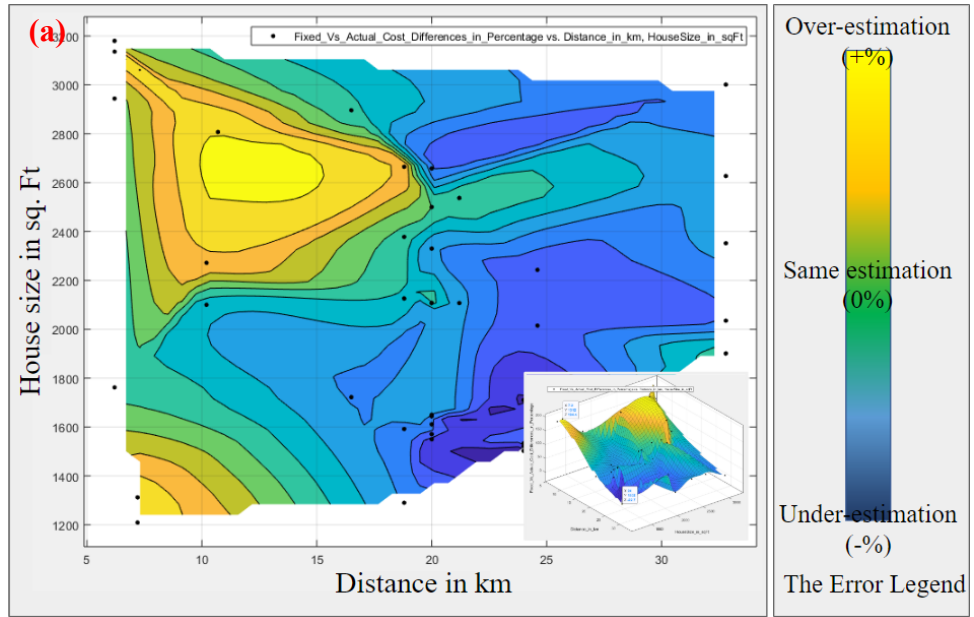 (a)
Fixed_Vs_Actual_Cost_Differences_in_Percentage vs. Distance_in_km, HouseSize_in_sqFt
House size in sq. Ft
3200
3000
2800
2600
2400
2200
2000
1800
1600
1400
1200
5 10 15 20 25 30
Distance in km
Over-estimation
(+%)
Same estimation
(0%)
Under-estimation
(-%)
The Error Legend